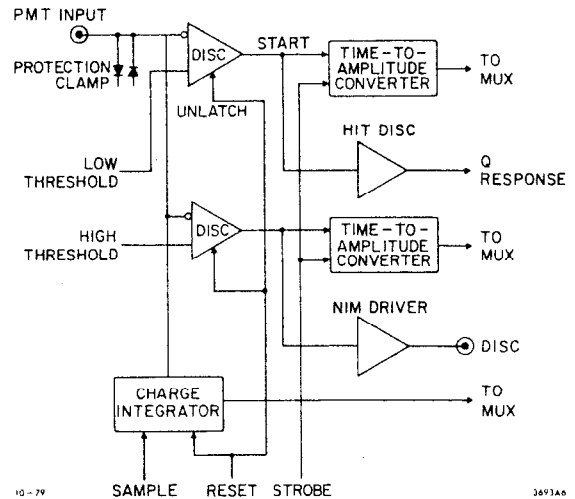 PMT INPUT
PROTECTION
CLAMP
DISC
START
TIME-TO-
AMPLITUDE
CONVERTER
TO
MUX
UNLATCH
LOW
THRESHOLD
HIT DISC
Q
RESPONSE
HIGH
THRESHOLD
DISC
TIME-TO-
AMPLITUDE
CONVERTER
TO
MUX
NIM DRIVER
DISC
CHARGE
INTEGRATOR
TO
MUX
SAMPLE
RESET
STROBE
10-79
3693A6